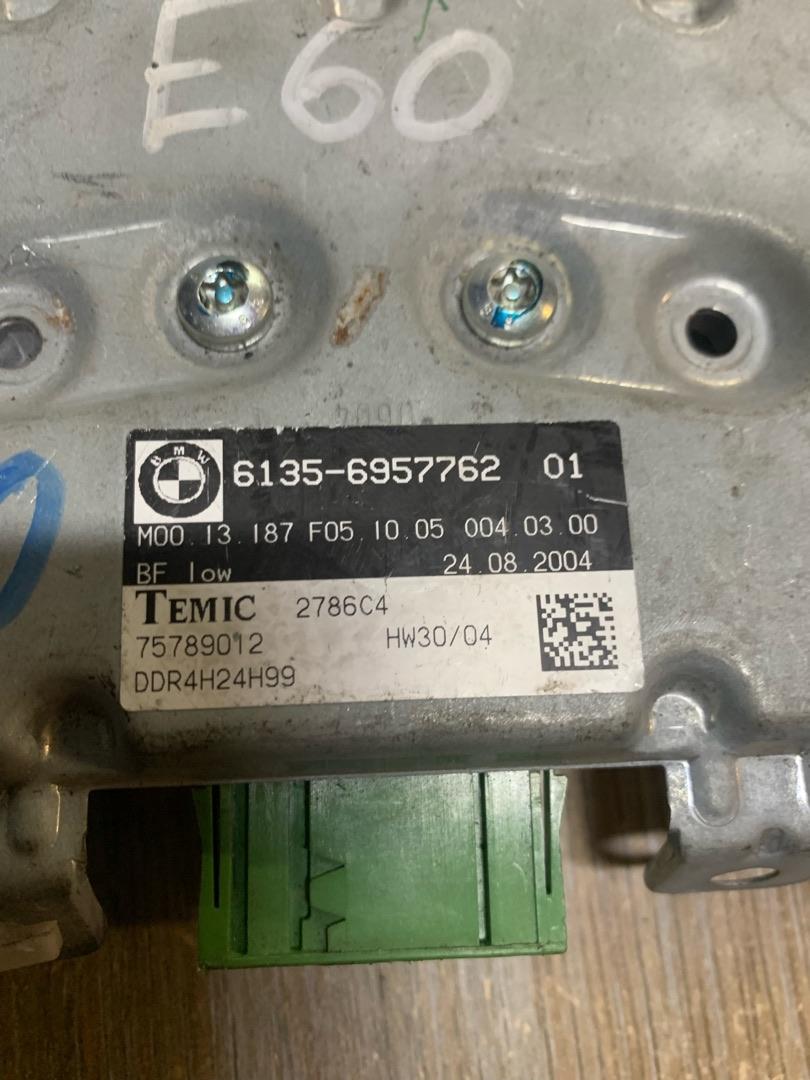 E60
BMW
6135-6957762 01
M00.13.187 F05.10.05 004.03.00
BF low 24.08.2004
TEMIC 2786C4
75789012 HW30/04
DDR4H24H99